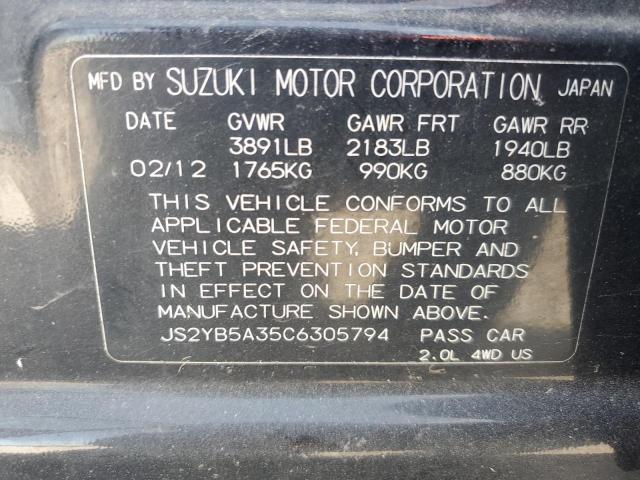 MFD BY SUZUKI MOTOR CORPORATION JAPAN
DATE GVWR GAWR FRT GAWR RR
3891LB 2183LB 1940LB
02/12 1765KG 990KG 880KG
THIS VEHICLE CONFORMS TO ALL
APPLICABLE FEDERAL MOTOR
VEHICLE SAFETY, BUMPER AND
THEFT PREVENTION STANDARDS
IN EFFECT ON THE DATE OF
MANUFACTURE SHOWN ABOVE.
JS2YB5A35C6305794 PASS CAR
2.0L 4WD US